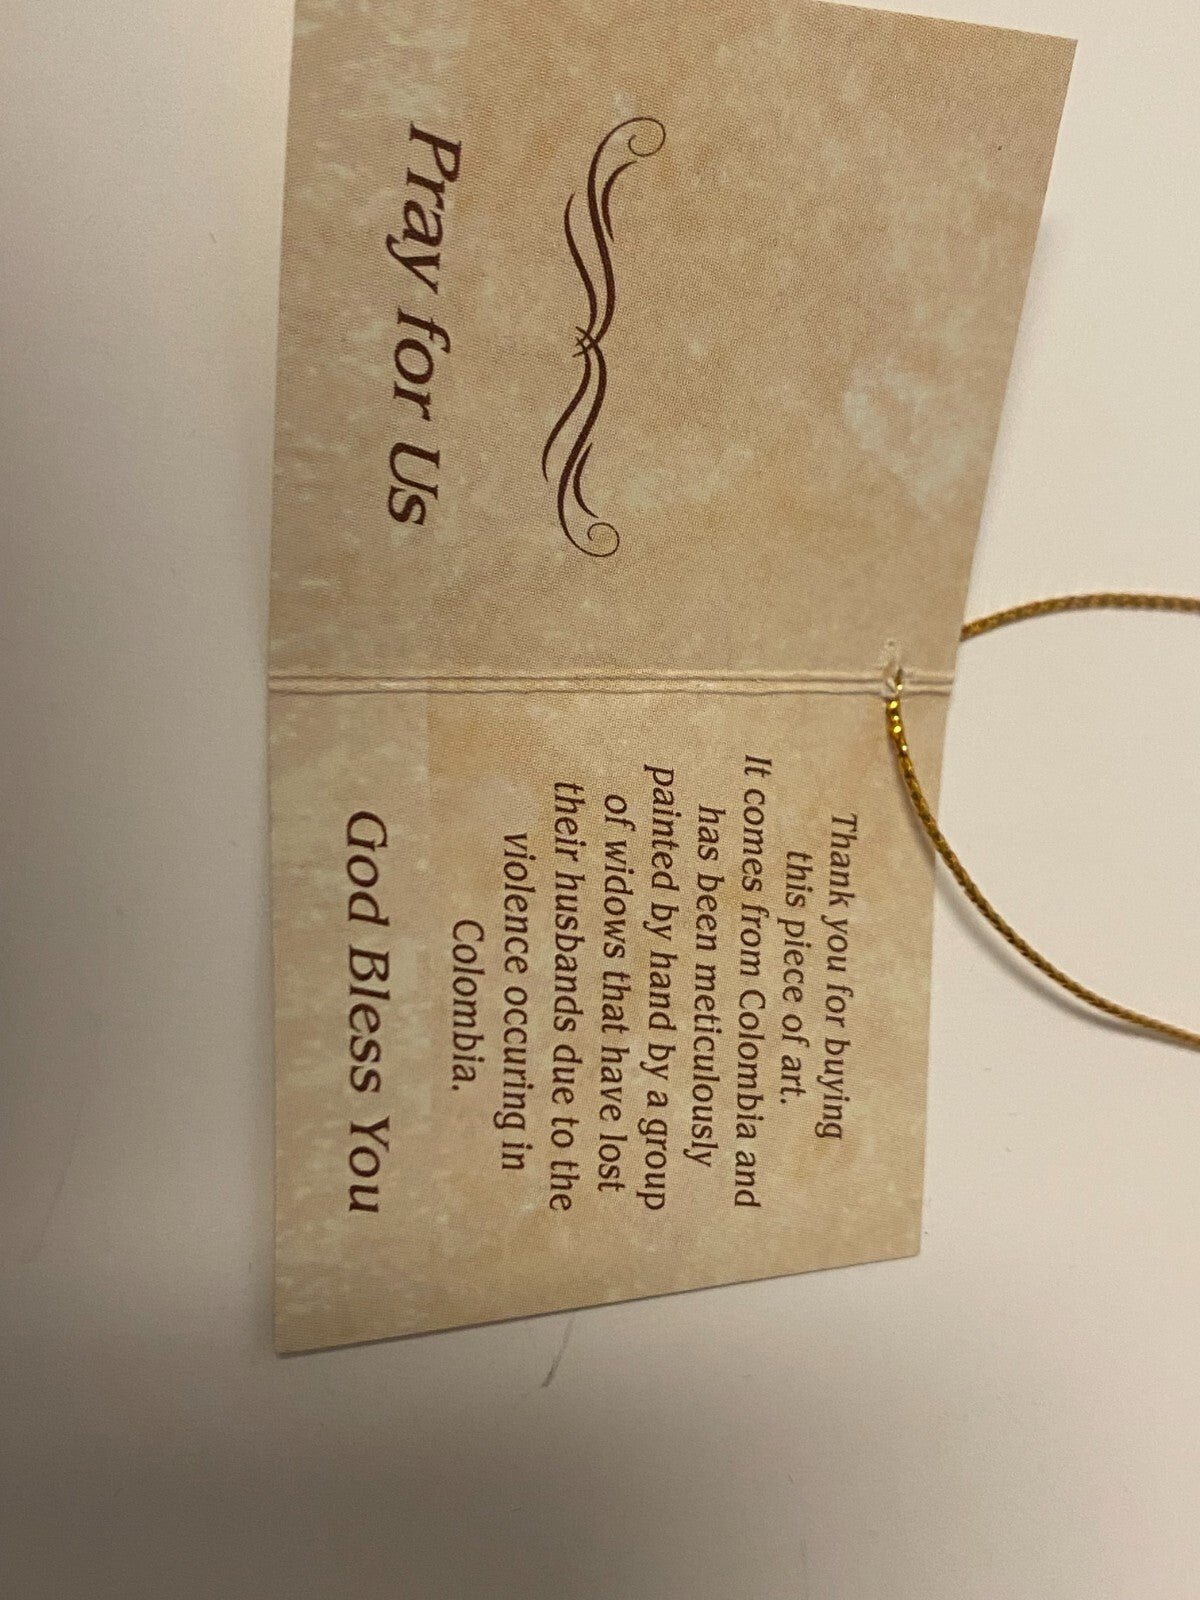 Pray for Us
Thank you for buying
this piece of art.
It comes from Colombia and
has been meticulously
painted by hand by a group
of widows that have lost
their husbands due to the
violence occuring in
Colombia.
God Bless You